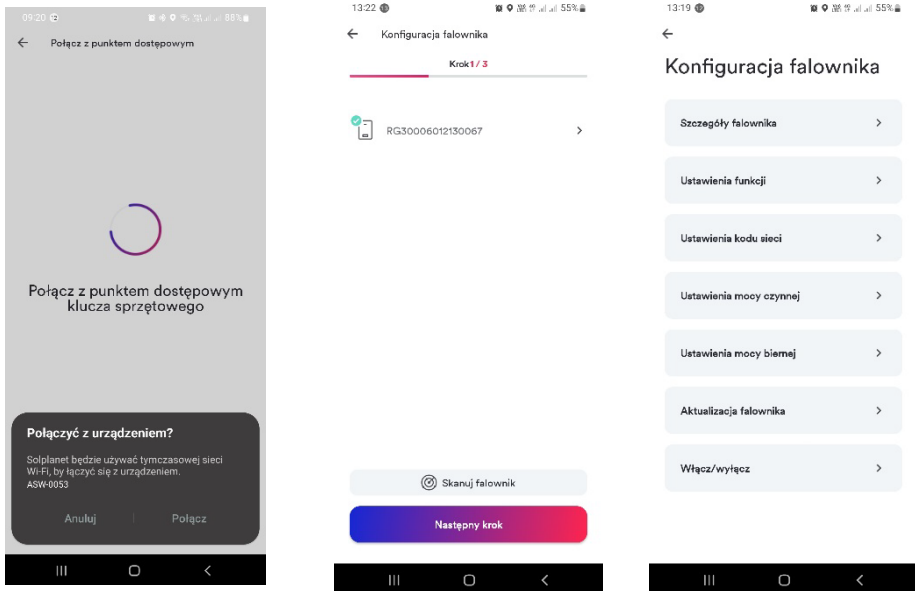 09:20
88%
Połącz z punktem dostępowym
Połącz z punktem dostępowym
klucza sprzętowego
Połączyć z urządzeniem?
Solplanet będzie używać tymczasowej sieci
Wi-Fi, by łączyć się z urządzeniem.
ASW-0053
Anuluj
Połącz
13:22
55%
Konfiguracja falownika
Krok1 / 3
RG30006012130067
Skanuj falownik
Następny krok
13:19
55%
Konfiguracja falownika
Szczegóły falownika
Ustawienia funkcji
Ustawienia kodu sieci
Ustawienia mocy czynnej
Ustawienia mocy biernej
Aktualizacja falownika
Włącz/wyłącz